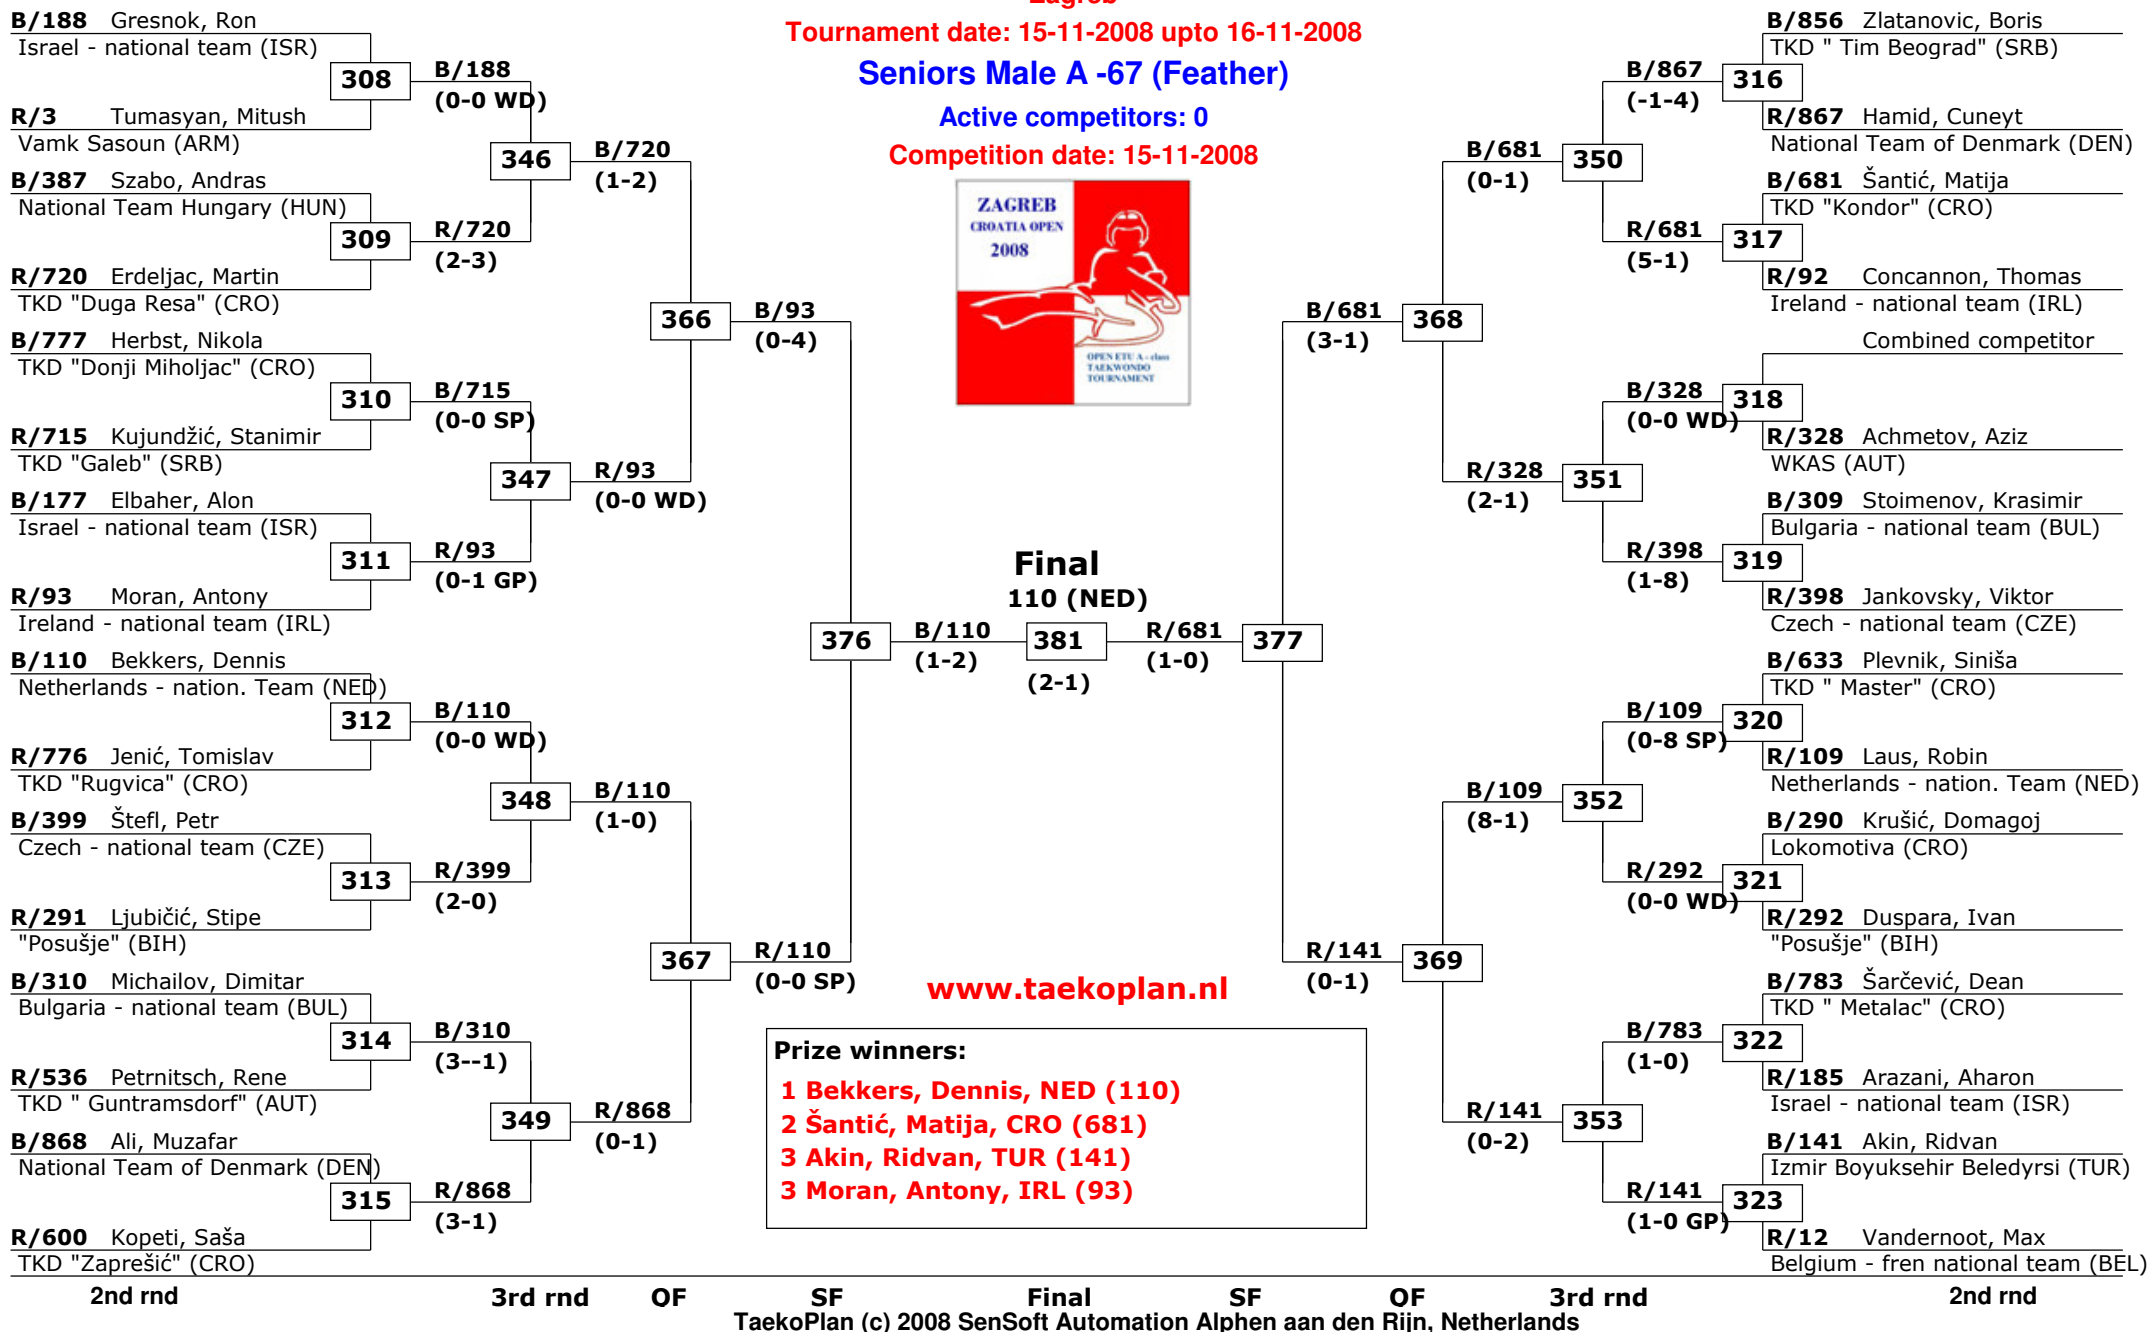 Zagreb
Tournament date: 15-11-2008 upto 16-11-2008
Seniors Male A -67 (Feather)
Active competitors: 0
Competition date: 15-11-2008
ZAGREB
CROATIA OPEN
2008
OPEN ETU A - class
TAEKWONDO
TOURNAMENT
B/188 Gresnok, Ron
Israel - national team (ISR)
308
R/3 Tumasyan, Mitush
Vamk Sasoun (ARM)
B/387 Szabo, Andras
National Team Hungary (HUN)
309
R/720 Erdeljac, Martin
TKD "Duga Resa" (CRO)
B/777 Herbst, Nikola
TKD "Donji Miholjac" (CRO)
310
R/715 Kujundžić, Stanimir
TKD "Galeb" (SRB)
B/177 Elbaher, Alon
Israel - national team (ISR)
311
R/93 Moran, Antony
Ireland - national team (IRL)
B/110 Bekkers, Dennis
Netherlands - nation. Team (NED)
312
R/776 Jenić, Tomislav
TKD "Rugvica" (CRO)
B/399 Štefl, Petr
Czech - national team (CZE)
313
R/291 Ljubičić, Stipe
"Posušje" (BIH)
B/310 Michailov, Dimitar
Bulgaria - national team (BUL)
314
R/536 Petrnitsch, Rene
TKD " Guntramsdorf" (AUT)
B/868 Ali, Muzafar
National Team of Denmark (DEN)
315
R/600 Kopeti, Saša
TKD "Zaprešić" (CRO)
B/188
(0-0 WD)
346
R/720
(2-3)
B/715
(0-0 SP)
347
R/93
(0-1 GP)
B/110
(0-0 WD)
348
R/399
(2-0)
B/310
(3--1)
349
R/868
(3-1)
B/720
(1-2)
366
R/93
(0-0 WD)
B/110
(1-0)
367
R/868
(0-1)
B/93
(0-4)
376
R/110
(0-0 SP)
B/110
(1-2)
Final
110 (NED)
381
(2-1)
R/681
(1-0)
377
B/681
(3-1)
368
R/141
(0-1)
369
B/681
(0-1)
350
R/328
(2-1)
351
B/109
(8-1)
352
R/141
(0-2)
353
B/867
(-1-4)
R/681
(5-1)
B/328
(0-0 WD)
R/398
(1-8)
B/109
(0-8 SP)
R/292
(0-0 WD)
B/783
(1-0)
R/141
(1-0 GP)
B/856 Zlatanovic, Boris
TKD " Tim Beograd" (SRB)
316
R/867 Hamid, Cuneyt
National Team of Denmark (DEN)
B/681 Šantić, Matija
TKD "Kondor" (CRO)
317
R/92 Concannon, Thomas
Ireland - national team (IRL)
Combined competitor
318
R/328 Achmetov, Aziz
WKAS (AUT)
B/309 Stoimenov, Krasimir
Bulgaria - national team (BUL)
319
R/398 Jankovsky, Viktor
Czech - national team (CZE)
B/633 Plevnik, Siniša
TKD " Master" (CRO)
320
R/109 Laus, Robin
Netherlands - nation. Team (NED)
B/290 Krušić, Domagoj
Lokomotiva (CRO)
321
R/292 Duspara, Ivan
"Posušje" (BIH)
B/783 Šarčević, Dean
TKD " Metalac" (CRO)
322
R/185 Arazani, Aharon
Israel - national team (ISR)
B/141 Akin, Ridvan
Izmir Boyuksehir Beledyrsi (TUR)
323
R/12 Vandernoot, Max
Belgium - fren national team (BEL)
www.taekoplan.nl
Prize winners:
1 Bekkers, Dennis, NED (110)
2 Šantić, Matija, CRO (681)
3 Akin, Ridvan, TUR (141)
3 Moran, Antony, IRL (93)
2nd rnd 3rd rnd QF SF Final SF QF 3rd rnd 2nd rnd
TaekoPlan (c) 2008 SenSoft Automation Alphen aan den Rijn, Netherlands